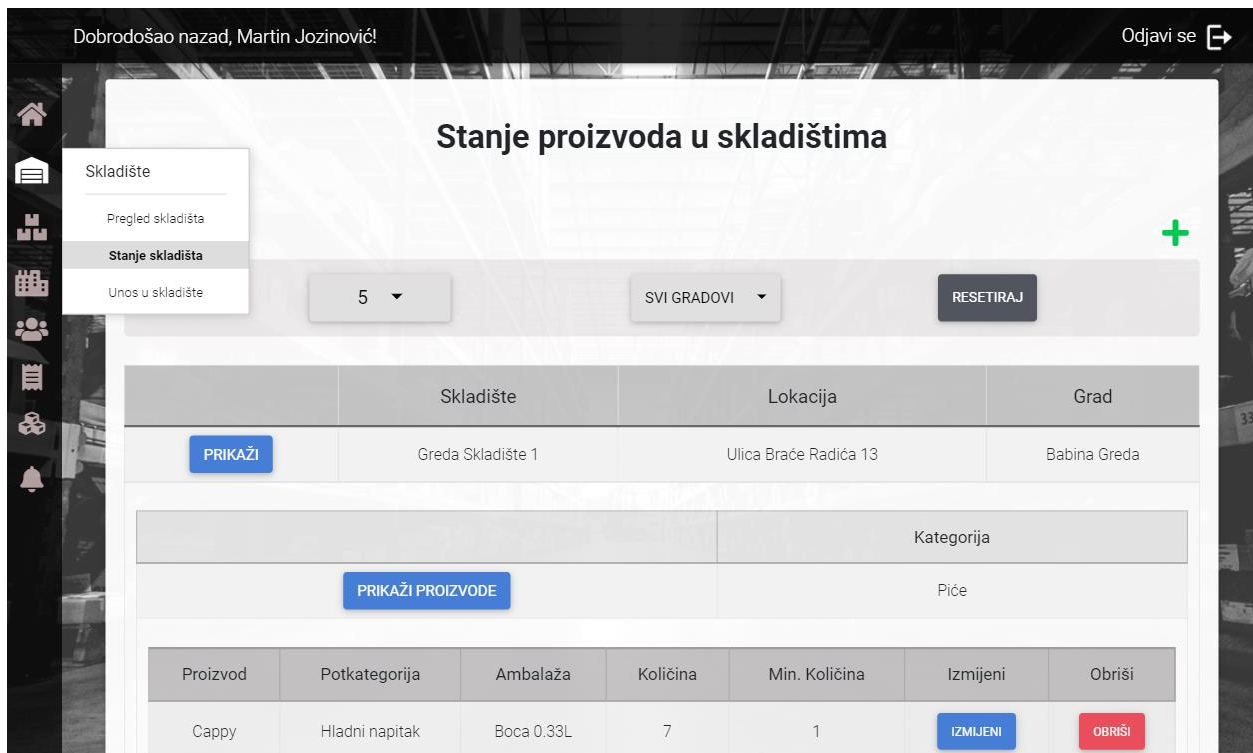 Dobrodošao nazad, Martin Jozinović!
Odjavi se
Stanje proizvoda u skladištima
Skladište
Pregled skladišta
Stanje skladišta
Unos u skladište
5
SVI GRADOVI
RESETIRAJ
Skladište Lokacija Grad
PRIKAŽI Greda Skladište 1 Ulica Braće Radića 13 Babina Greda
Kategorija
PRIKAŽI PROIZVODE Piće
Proizvod Potkategorija Ambalaža Količina Min. Količina Izmijeni Obriši
Cappy Hladni napitak Boca 0.33L 7 1 IZMIJENI OBRIŠI